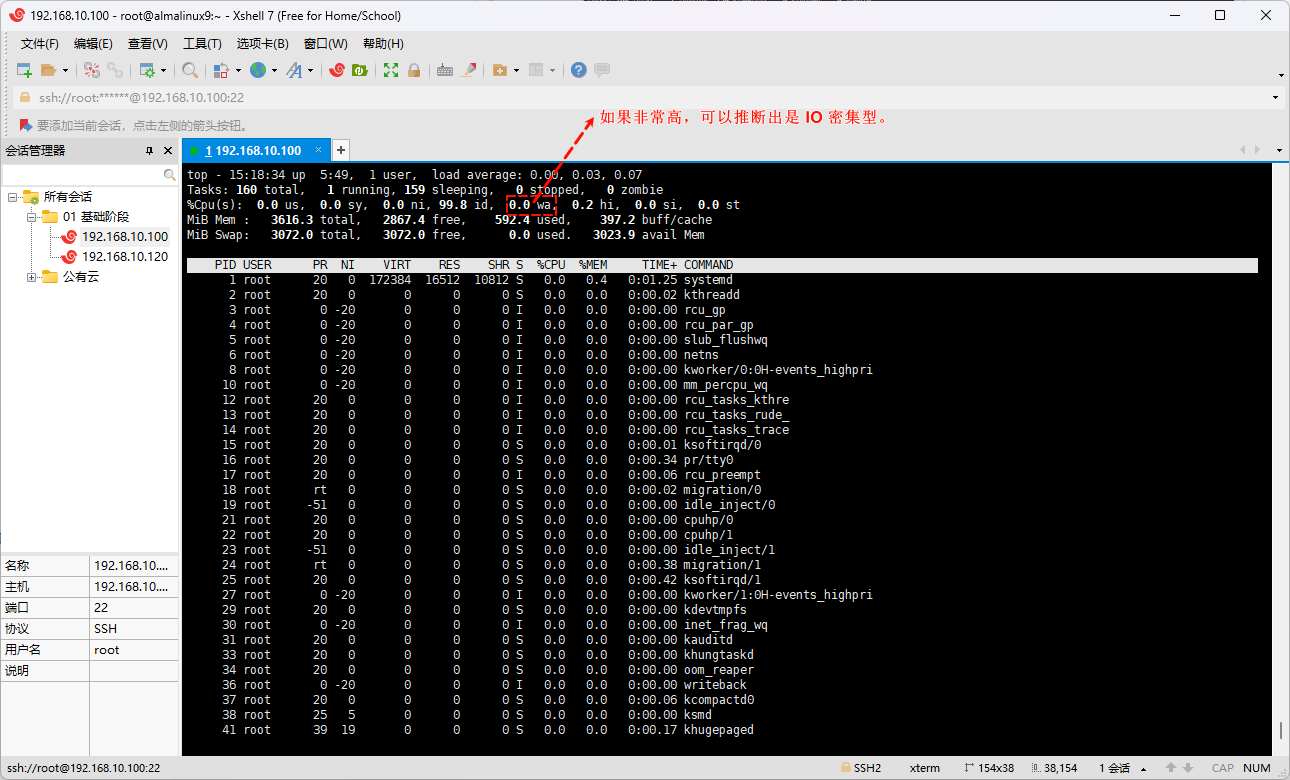 192.168.10.100 - root@almalinux9:~ - Xshell 7 (Free for Home/School)
文件(F) 编辑(E) 查看(V) 工具(T) 选项卡(B) 窗口(W) 帮助(H)
ssh://root:******@192.168.10.100:22
如果非常高，可以推断出是 IO 密集型。
要添加当前会话，点击左侧的箭头按钮。
会话管理器
1 192.168.10.100
所有会话
01 基础阶段
192.168.10.100
192.168.10.120
公有云
名称 192.168.10....
主机 192.168.10....
端口 22
协议 SSH
用户名 root
说明
top - 15:18:34 up  5:49,  1 user,  load average: 0.00, 0.03, 0.07
Tasks: 160 total,   1 running, 159 sleeping,   0 stopped,   0 zombie
%Cpu(s):  0.0 us,  0.0 sy,  0.0 ni, 99.8 id,  0.0 wa,  0.2 hi,  0.0 si,  0.0 st
MiB Mem :   3616.3 total,   2867.4 free,    592.4 used,    397.2 buff/cache
MiB Swap:   3072.0 total,   3072.0 free,      0.0 used.   3023.9 avail Mem
PID USER PR NI VIRT RES SHR S %CPU %MEM TIME+ COMMAND
1 root 20 0 172384 16512 10812 S 0.0 0.4 0:01.25 systemd
2 root 20 0 0 0 0 S 0.0 0.0 0:00.02 kthreadd
3 root 0 -20 0 0 0 I 0.0 0.0 0:00.00 rcu_gp
4 root 0 -20 0 0 0 I 0.0 0.0 0:00.00 rcu_par_gp
5 root 0 -20 0 0 0 I 0.0 0.0 0:00.00 slub_flushwq
6 root 0 -20 0 0 0 I 0.0 0.0 0:00.00 netns
8 root 0 -20 0 0 0 I 0.0 0.0 0:00.00 kworker/0:0H-events_highpri
10 root 0 -20 0 0 0 I 0.0 0.0 0:00.00 mm_percpu_wq
12 root 20 0 0 0 0 I 0.0 0.0 0:00.00 rcu_tasks_kthre
13 root 20 0 0 0 0 I 0.0 0.0 0:00.00 rcu_tasks_rude_
14 root 20 0 0 0 0 I 0.0 0.0 0:00.00 rcu_tasks_trace
15 root 20 0 0 0 0 S 0.0 0.0 0:00.01 ksoftirqd/0
16 root 20 0 0 0 0 S 0.0 0.0 0:00.34 pr/tty0
17 root 20 0 0 0 0 I 0.0 0.0 0:00.06 rcu_preempt
18 root rt 0 0 0 0 S 0.0 0.0 0:00.02 migration/0
19 root -51 0 0 0 0 S 0.0 0.0 0:00.00 idle_inject/0
21 root 20 0 0 0 0 S 0.0 0.0 0:00.00 cpuhp/0
22 root 20 0 0 0 0 S 0.0 0.0 0:00.00 cpuhp/1
23 root -51 0 0 0 0 S 0.0 0.0 0:00.00 idle_inject/1
24 root rt 0 0 0 0 S 0.0 0.0 0:00.38 migration/1
25 root 20 0 0 0 0 S 0.0 0.0 0:00.42 ksoftirqd/1
27 root 0 -20 0 0 0 I 0.0 0.0 0:00.00 kworker/1:0H-events_highpri
29 root 20 0 0 0 0 S 0.0 0.0 0:00.00 kdevtmpfs
30 root 0 -20 0 0 0 I 0.0 0.0 0:00.00 inet_frag_wq
31 root 20 0 0 0 0 S 0.0 0.0 0:00.00 kauditd
33 root 20 0 0 0 0 S 0.0 0.0 0:00.00 khungtaskd
34 root 20 0 0 0 0 S 0.0 0.0 0:00.00 oom_reaper
36 root 0 -20 0 0 0 I 0.0 0.0 0:00.00 writeback
37 root 20 0 0 0 0 S 0.0 0.0 0:00.06 kcompactd0
38 root 25 5 0 0 0 S 0.0 0.0 0:00.00 ksmd
41 root 39 19 0 0 0 S 0.0 0.0 0:00.17 khugepaged
ssh://root@192.168.10.100:22 SSH2 xterm 154x38 38,154 1 会话 CAP NUM